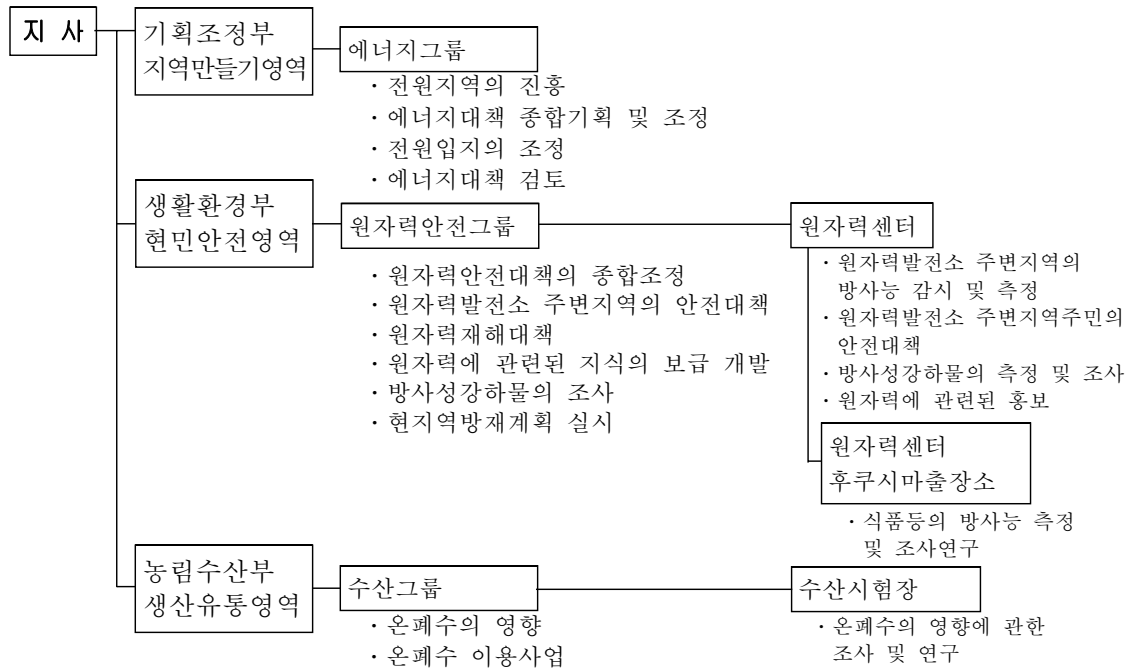 지 사
기획조정부
지역만들기영역
에너지그룹
· 전원지역의 진흥
· 에너지대책 종합기획 및 조정
· 전원입지의 조정
· 에너지대책 검토
생활환경부
현민안전영역
원자력안전그룹
· 원자력안전대책의 종합조정
· 원자력발전소 주변지역의 안전대책
· 원자력재해대책
· 원자력에 관련된 지식의 보급 개발
· 방사성강하물의 조사
· 현지역방재계획 실시
원자력센터
· 원자력발전소 주변지역의
방사능 감시 및 측정
· 원자력발전소 주변지역주민의
안전대책
· 방사성강하물의 측정 및 조사
· 원자력에 관련된 홍보
원자력센터
후쿠시마출장소
· 식품등의 방사능 측정
및 조사연구
농림수산부
생산유통영역
수산그룹
· 온폐수의 영향
· 온폐수 이용사업
수산시험장
· 온폐수의 영향에 관한
조사 및 연구